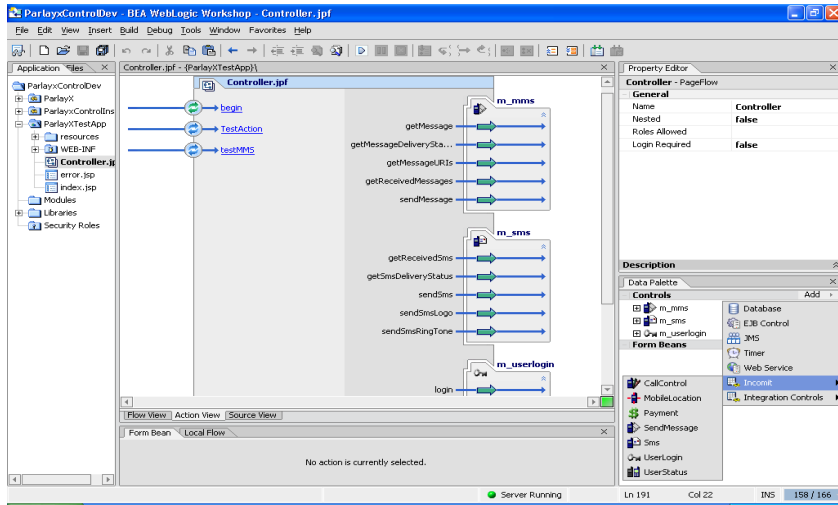 ParlayxControlDev - BEA WebLogic Workshop - Controller.jpf
File Edit View Insert Build Debug Tools Window Favorites Help
Application Files
ParlayxControlDev
ParlayX
ParlayxControlIns
ParlayXTestApp
resources
WEB-INF
Controller.jp
error.jsp
index.jsp
Modules
Libraries
Security Roles
Controller.jpf - {ParlayXTestApp}\
Controller.jpf
begin
TestAction
testMMS
m_mms
getMessage
getMessageDeliverySta...
getMessageURIs
getReceivedMessages
sendMessage
m_sms
getReceivedSms
getSmsDeliveryStatus
sendSms
sendSmsLogo
sendSmsRingTone
m_userlogin
login
Flow View Action View Source View
Form Bean Local Flow
No action is currently selected.
Property Editor
Controller - PageFlow
General
Name Controller
Nested false
Roles Allowed
Login Required false
Description
Data Palette
Controls Add
m_mms
m_sms
m_userlogin
Form Beans
Database
EJB Control
JMS
Timer
Web Service
Incomit
Integration Controls
CallControl
MobileLocation
Payment
SendMessage
Sms
UserLogin
UserStatus
Server Running Ln 191 Col 22 INS 158 / 166